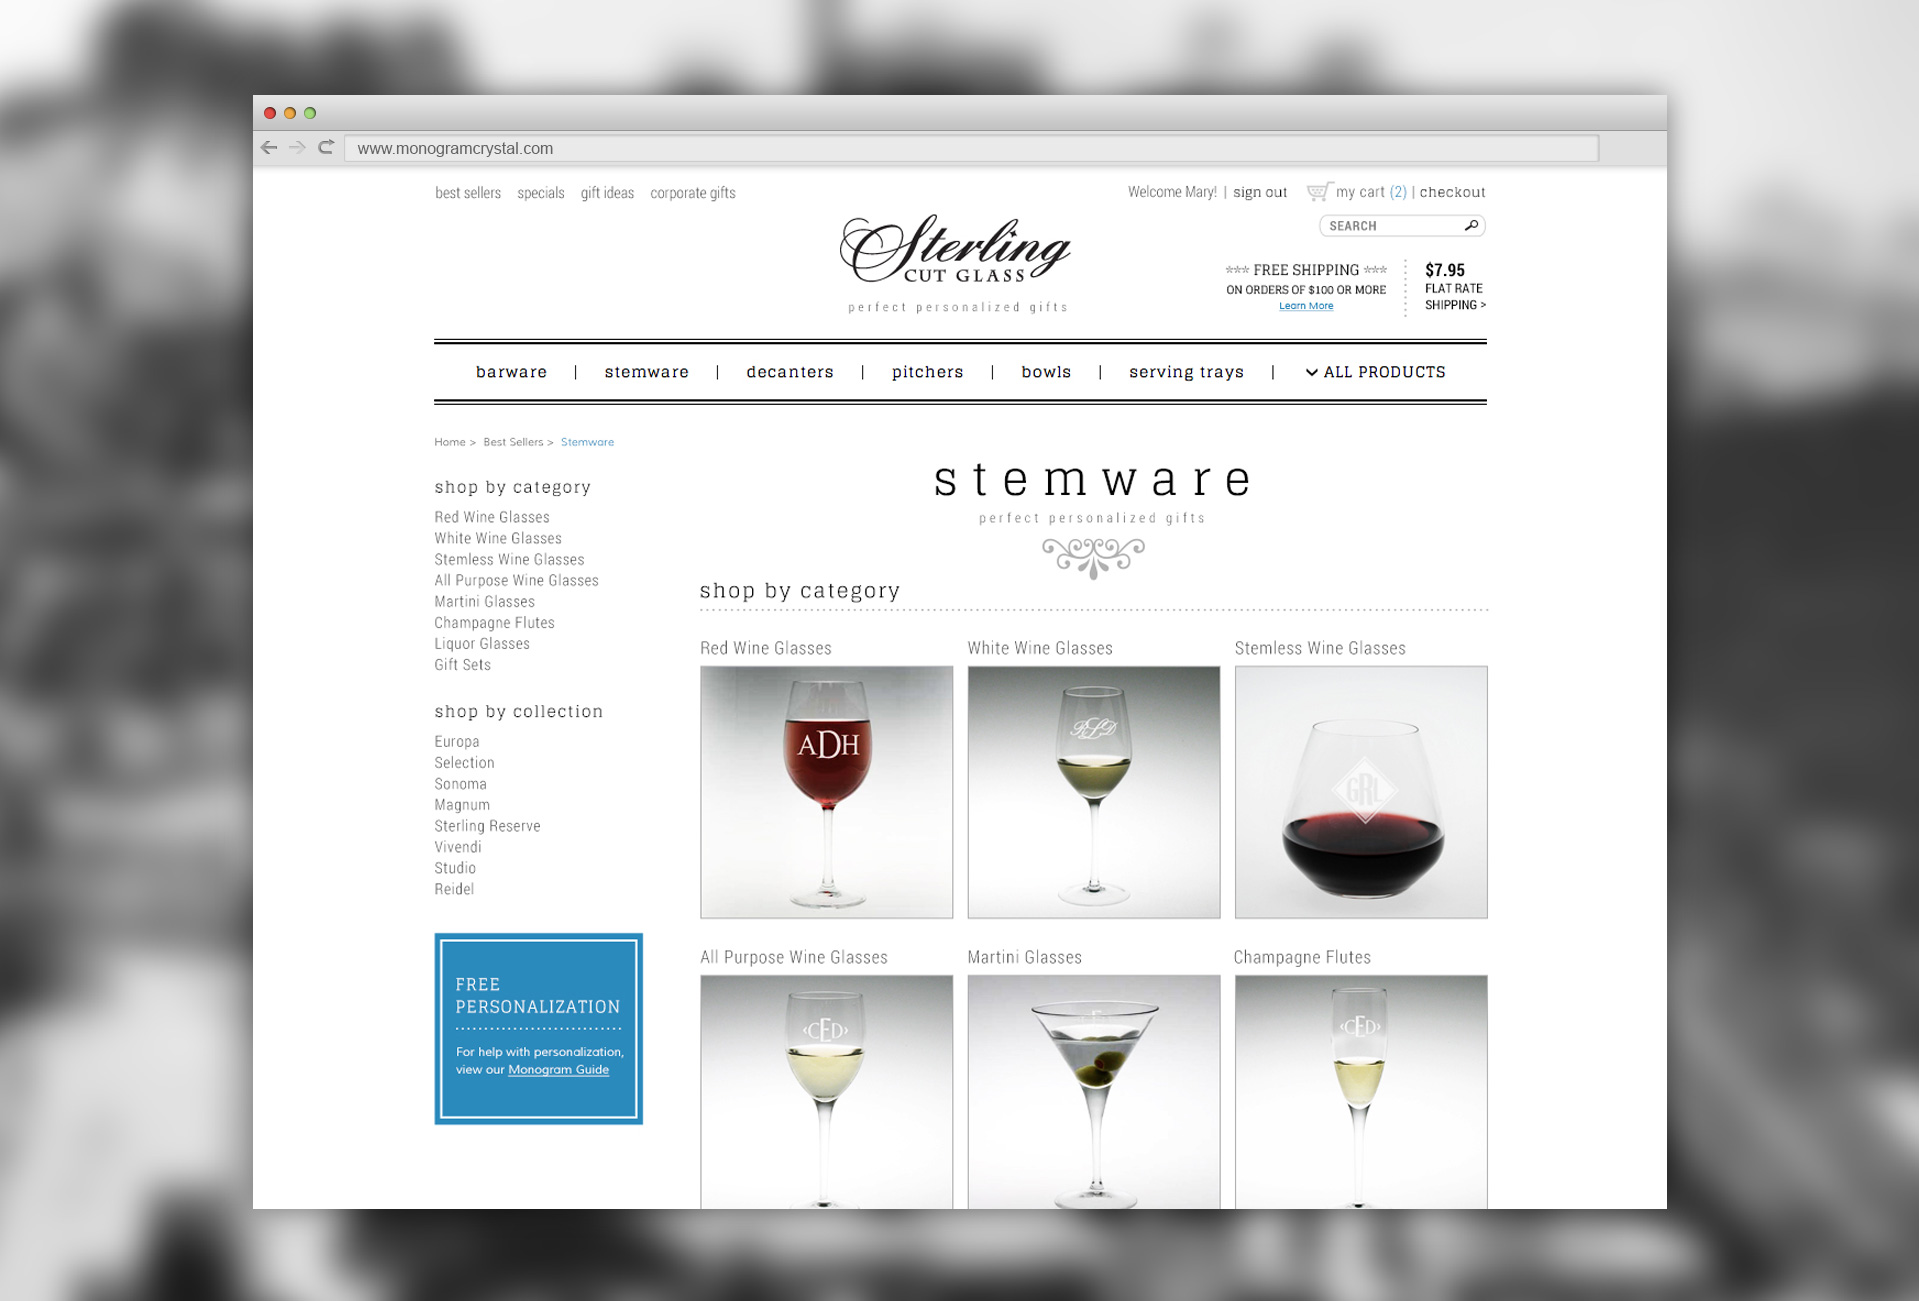 www.monogramcrystal.com
best sellers specials gift ideas corporate gifts
Welcome Mary! | sign out my cart (2) | checkout
SEARCH
Sterling
CUT GLASS
perfect personalized gifts
*** FREE SHIPPING ***
ON ORDERS OF $100 OR MORE
Learn More
$7.95
FLAT RATE
SHIPPING >
barware | stemware | decanters | pitchers | bowls | serving trays | ALL PRODUCTS
Home > Best Sellers > Stemware
shop by category
Red Wine Glasses
White Wine Glasses
Stemless Wine Glasses
All Purpose Wine Glasses
Martini Glasses
Champagne Flutes
Liquor Glasses
Gift Sets
shop by collection
Europa
Selection
Sonoma
Magnum
Sterling Reserve
Vivendi
Studio
Reidel
FREE
PERSONALIZATION
For help with personalization,
view our Monogram Guide
stemware
perfect personalized gifts
shop by category
Red Wine Glasses
ADH
White Wine Glasses
Stemless Wine Glasses
GRL
All Purpose Wine Glasses
CED
Martini Glasses
Champagne Flutes
CED